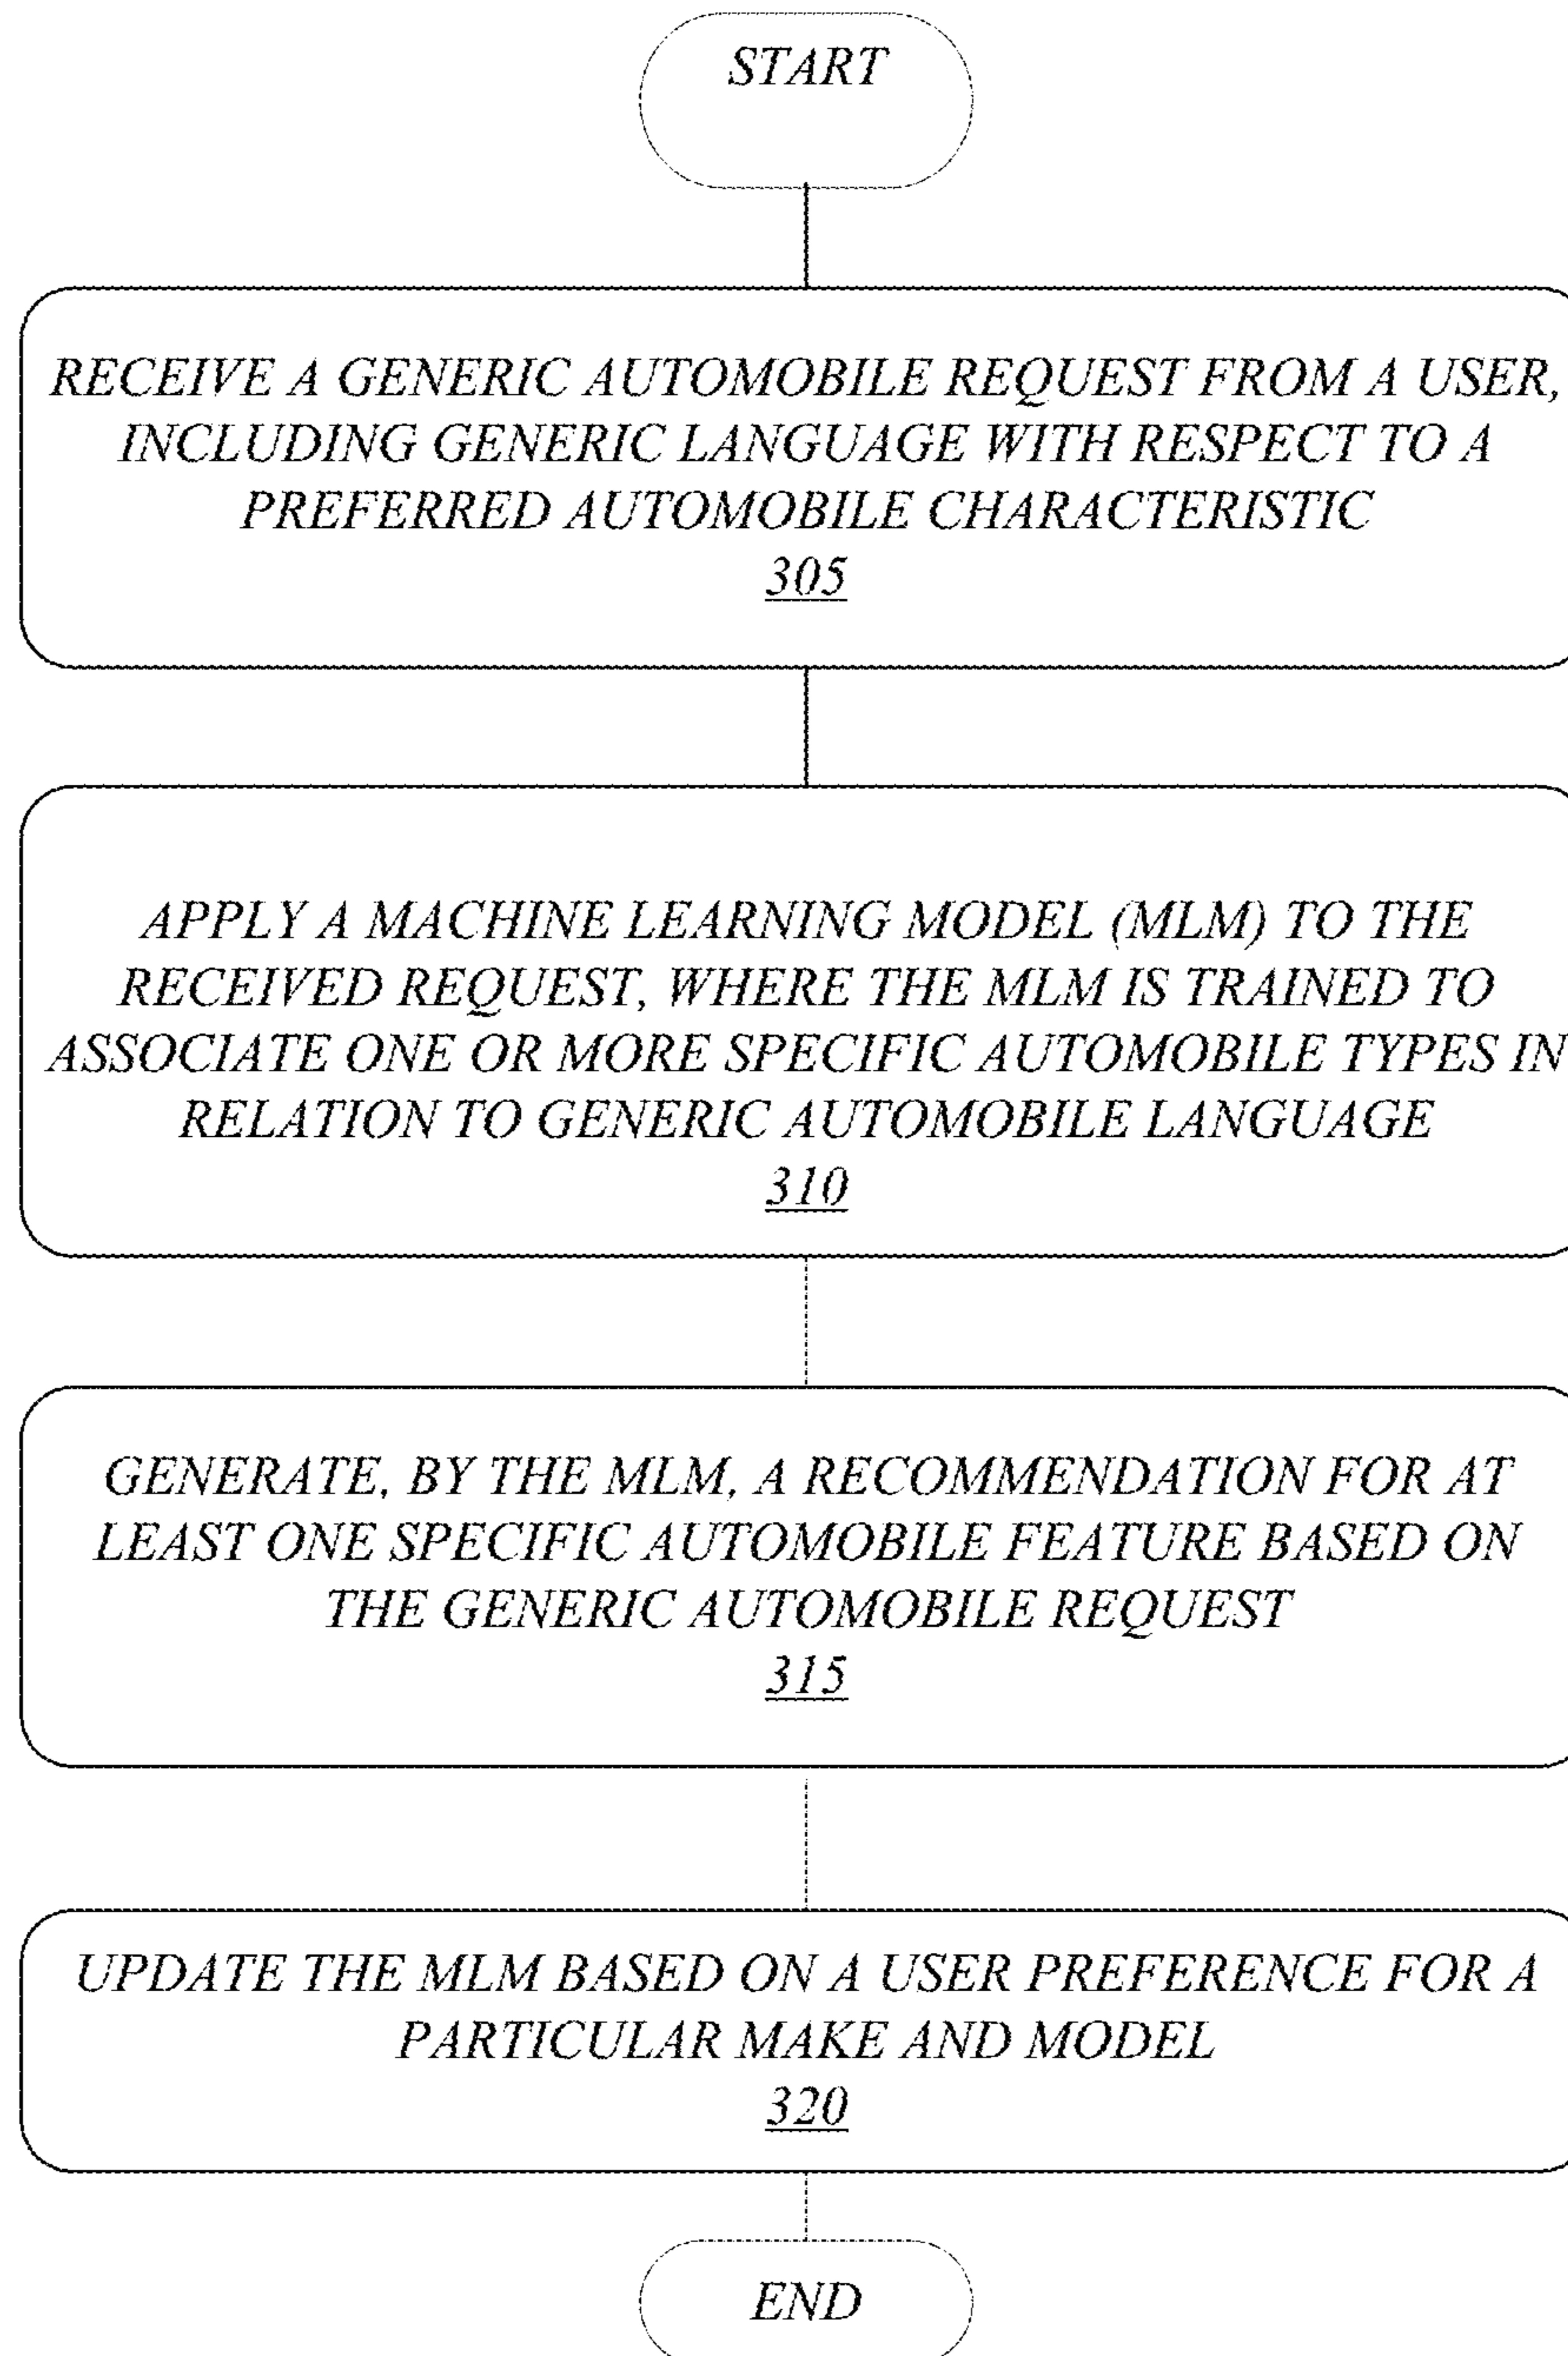 START
RECEIVE A GENERIC AUTOMOBILE REQUEST FROM A USER,
INCLUDING GENERIC LANGUAGE WITH RESPECT TO A
PREFERRED AUTOMOBILE CHARACTERISTIC
305
APPLY A MACHINE LEARNING MODEL (MLM) TO THE
RECEIVED REQUEST, WHERE THE MLM IS TRAINED TO
ASSOCIATE ONE OR MORE SPECIFIC AUTOMOBILE TYPES IN
RELATION TO GENERIC AUTOMOBILE LANGUAGE
310
GENERATE, BY THE MLM, A RECOMMENDATION FOR AT
LEAST ONE SPECIFIC AUTOMOBILE FEATURE BASED ON
THE GENERIC AUTOMOBILE REQUEST
315
UPDATE THE MLM BASED ON A USER PREFERENCE FOR A
PARTICULAR MAKE AND MODEL
320
END